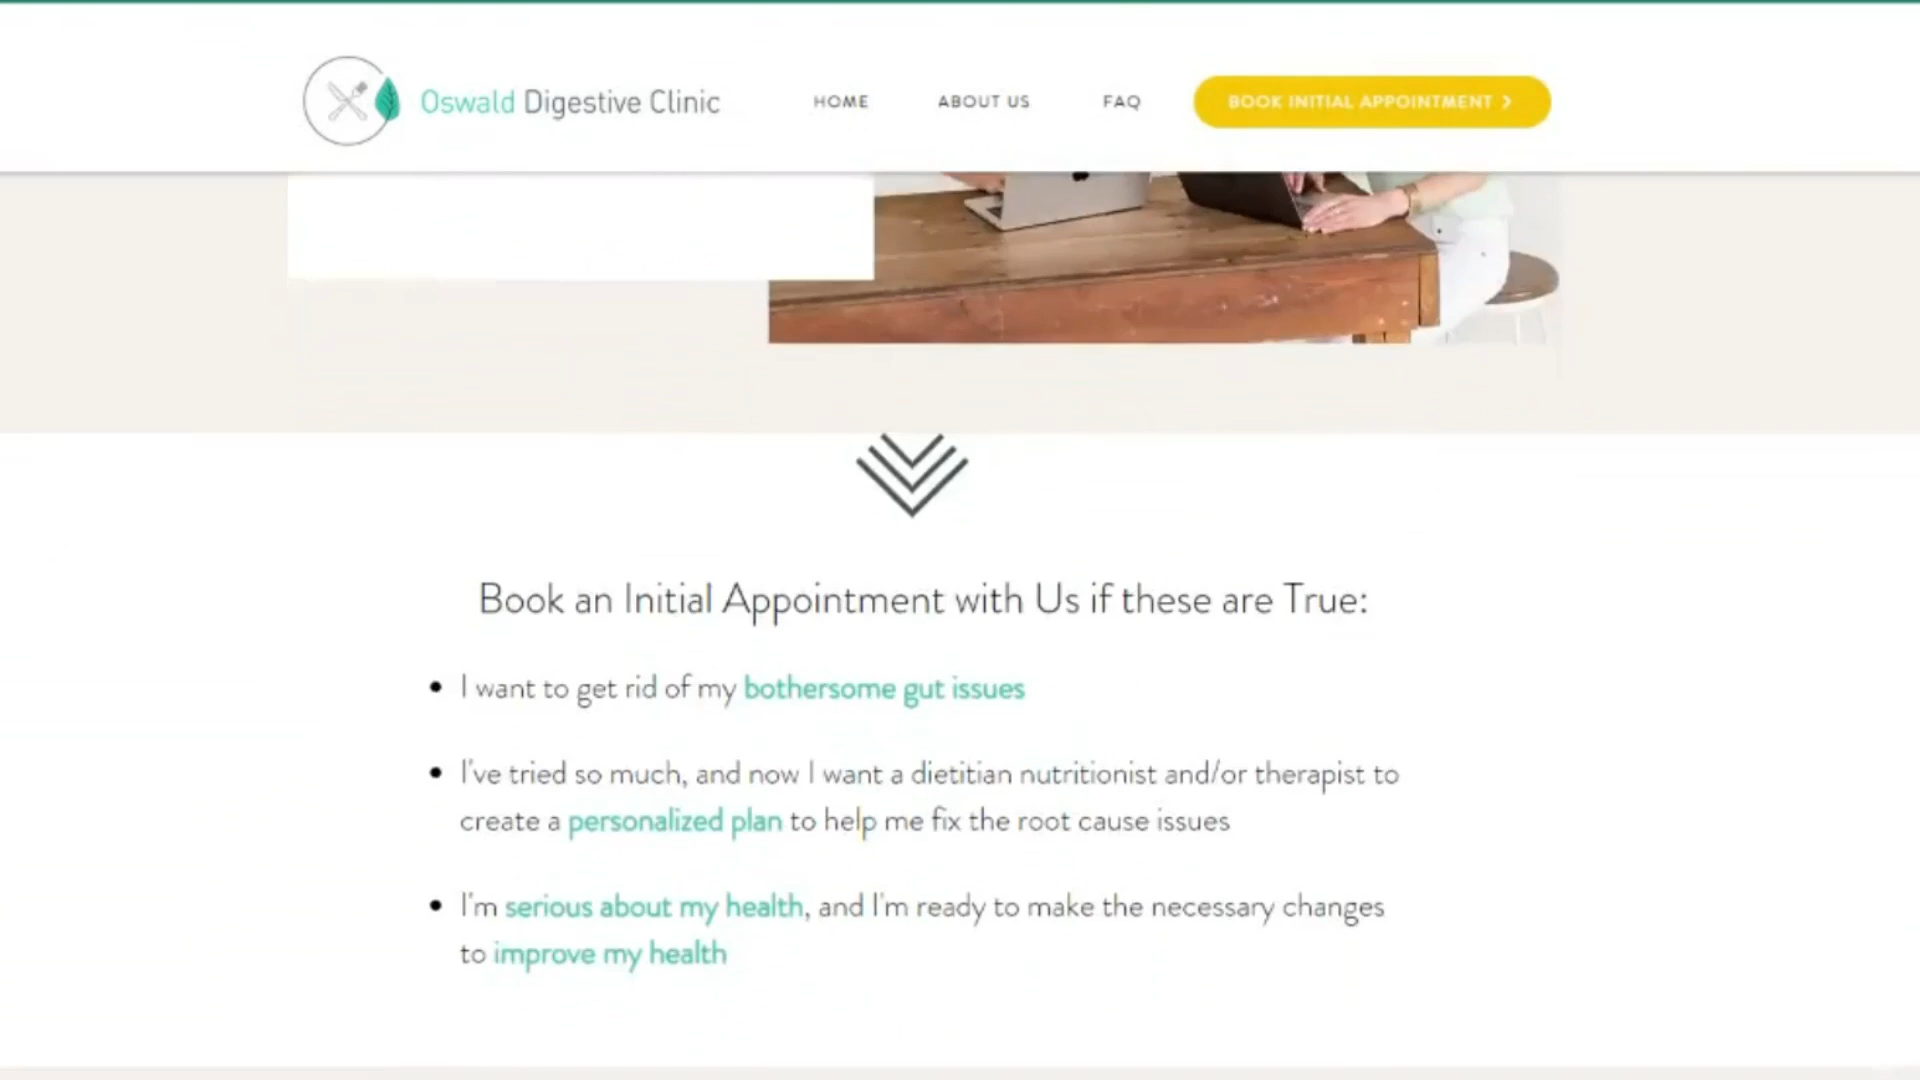 Oswald Digestive Clinic
HOME
ABOUT US
FAQ
BOOK INITIAL APPOINTMENT
Book an Initial Appointment with Us if these are True:
I want to get rid of my bothersome gut issues
I've tried so much, and now I want a dietitian nutritionist and/or therapist to
create a personalized plan to help me fix the root cause issues
I'm serious about my health, and I'm ready to make the necessary changes
to improve my health